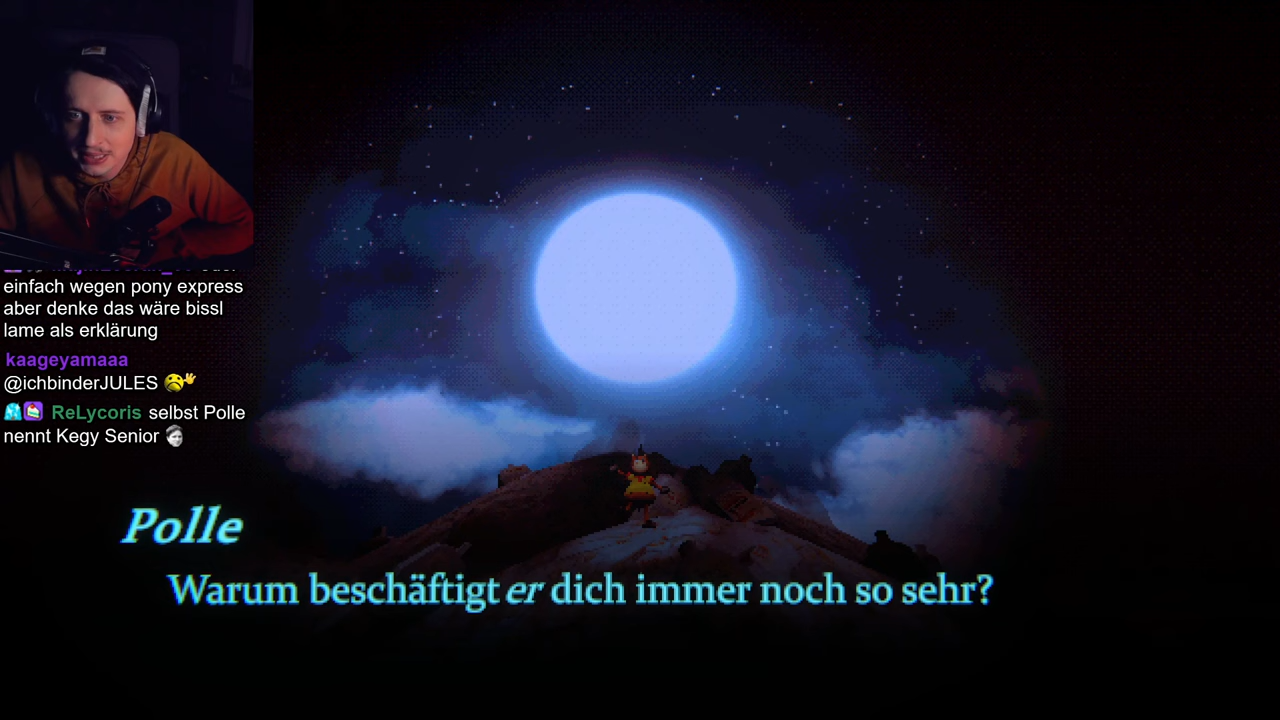 einfach wegen pony express
aber denke das wäre bissl
lame als erklärung
kaageyamaaa
@ichbinderJULES
ReLycoris selbst Polle
nennt Kegy Senior
Polle
Warum beschäftigt er dich immer noch so sehr?